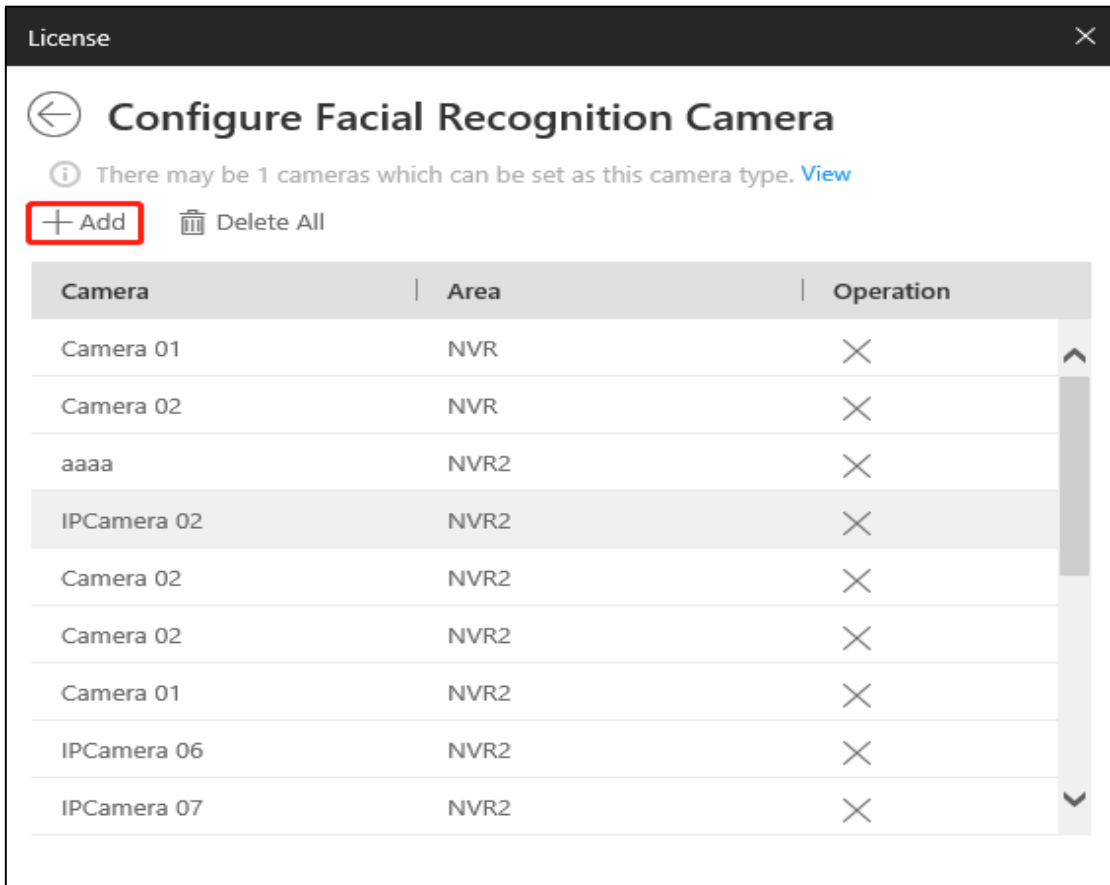 License
Configure Facial Recognition Camera
There may be 1 cameras which can be set as this camera type. View
Add Delete All
Camera Area Operation
Camera 01 NVR
Camera 02 NVR
aaaa NVR2
IPCamera 02 NVR2
Camera 02 NVR2
Camera 02 NVR2
Camera 01 NVR2
IPCamera 06 NVR2
IPCamera 07 NVR2